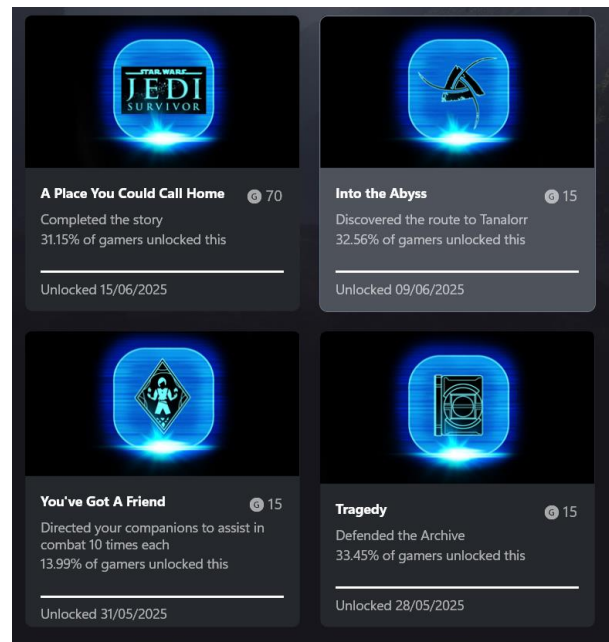 STAR WARS
JEDI
SURVIVOR
A Place You Could Call Home
G 70
Completed the story
31.15% of gamers unlocked this
Unlocked 15/06/2025
Into the Abyss
G 15
Discovered the route to Tanalorr
32.56% of gamers unlocked this
Unlocked 09/06/2025
You've Got A Friend
G 15
Directed your companions to assist in
combat 10 times each
13.99% of gamers unlocked this
Unlocked 31/05/2025
Tragedy
G 15
Defended the Archive
33.45% of gamers unlocked this
Unlocked 28/05/2025